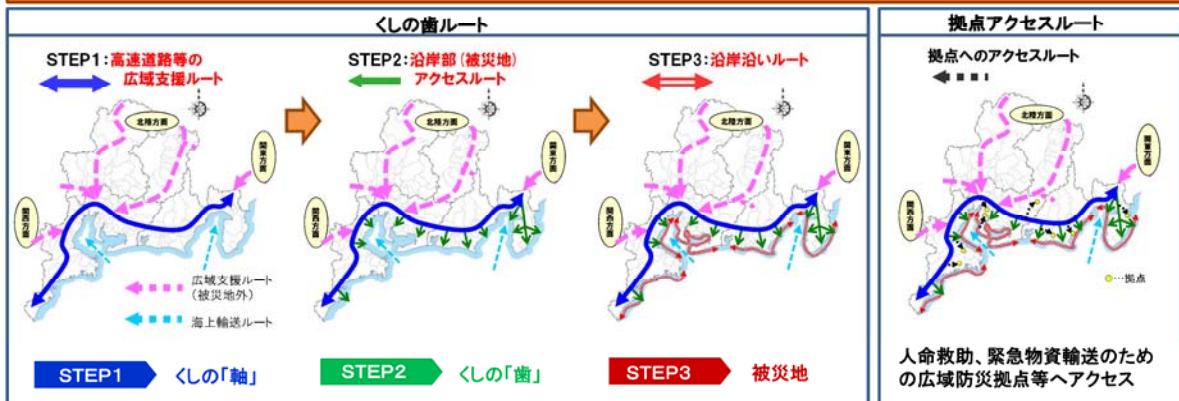 くしの歯ルート
STEP1:高速道路等の
広域支援ルート
北陸方面
関東方面
関西方面
広域支援ルート
(被災地外)
海上輸送ルート
STEP1 くしの「軸」
STEP2:沿岸部(被災地)
アクセスルート
北陸方面
関東方面
関西方面
STEP2 くしの「歯」
STEP3:沿岸沿いルート
北陸方面
関東方面
関西方面
STEP3 被災地
拠点アクセスルート
拠点へのアクセスルート
北陸方面
関東方面
関西方面
…拠点
人命救助、緊急物資輸送のため
の広域防災拠点等へアクセス